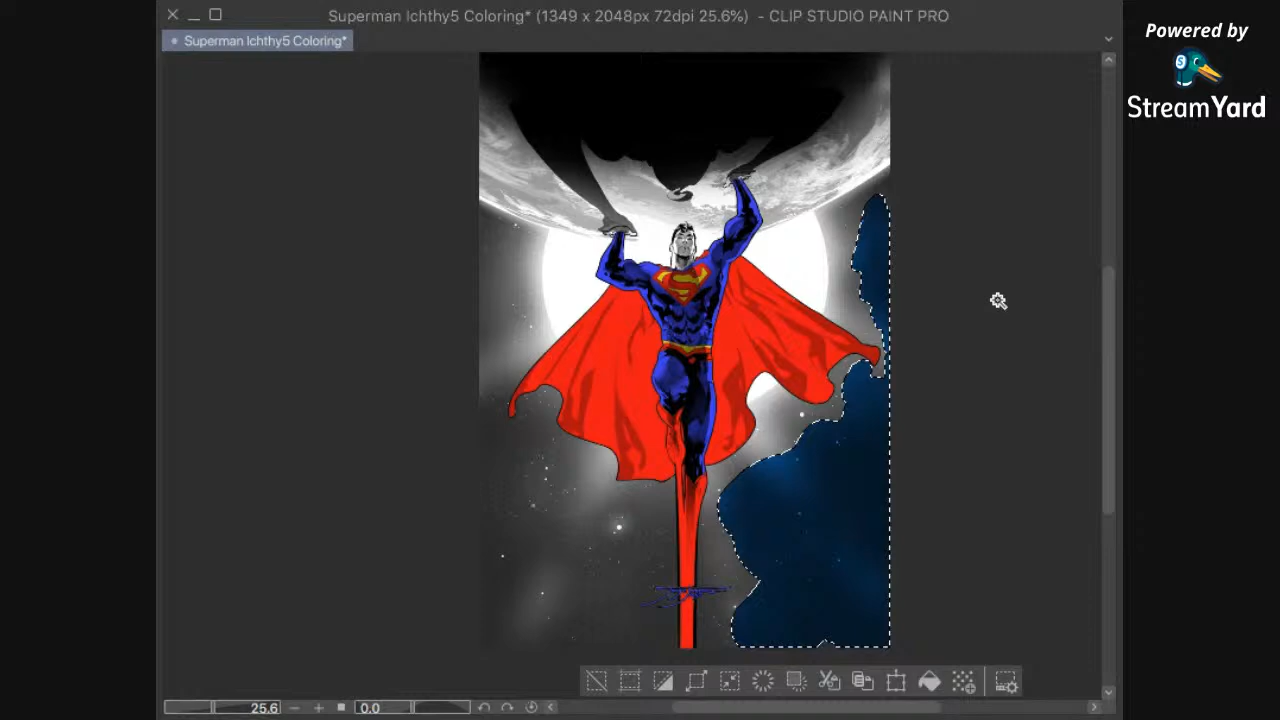 Superman Ichthy5 Coloring* (1349 x 2048px 72dpi 25.6%) - CLIP STUDIO PAINT PRO
Powered by
Superman Ichthy5 Coloring*
S
StreamYard
S
25.6
0.0